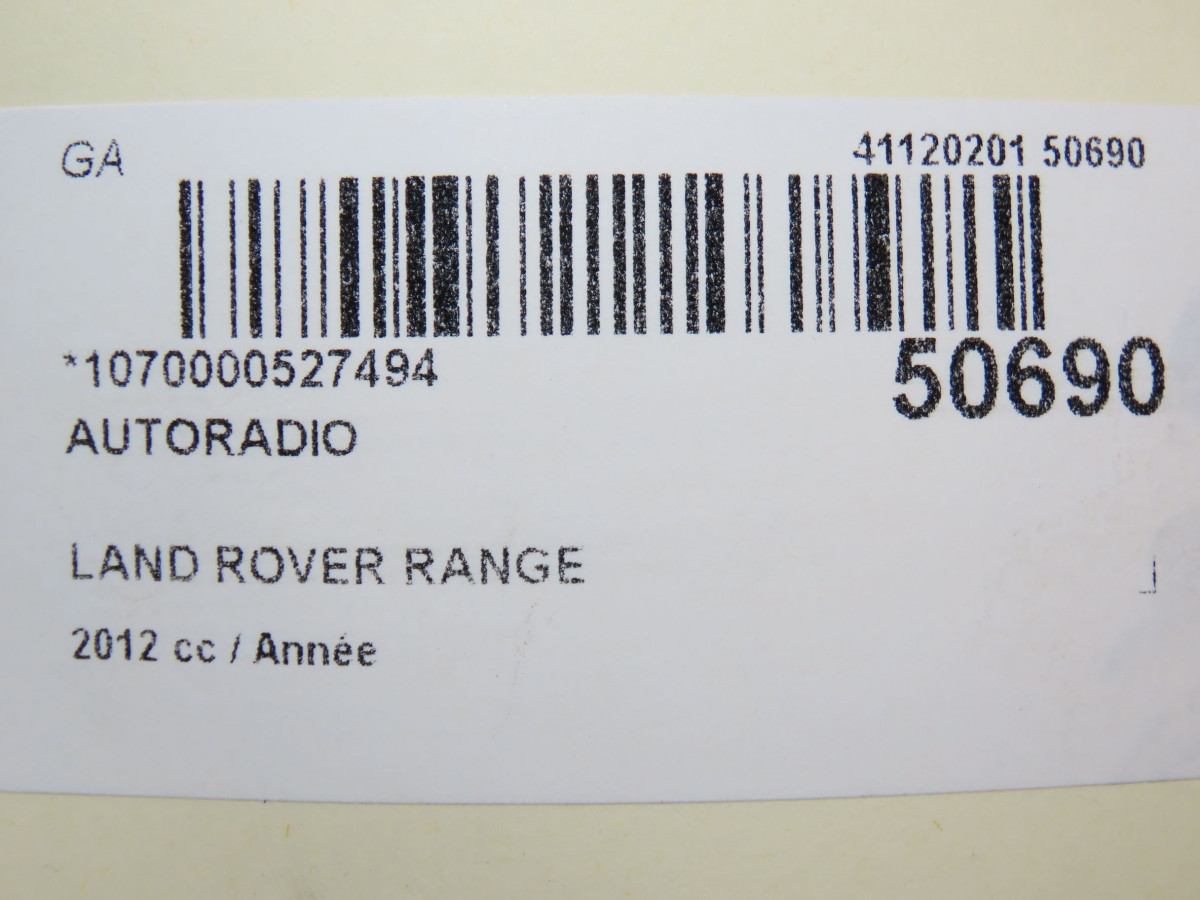 GA
41120201 50690
*1070000527494
50690
AUTORADIO
LAND ROVER RANGE
2012 cc / Année